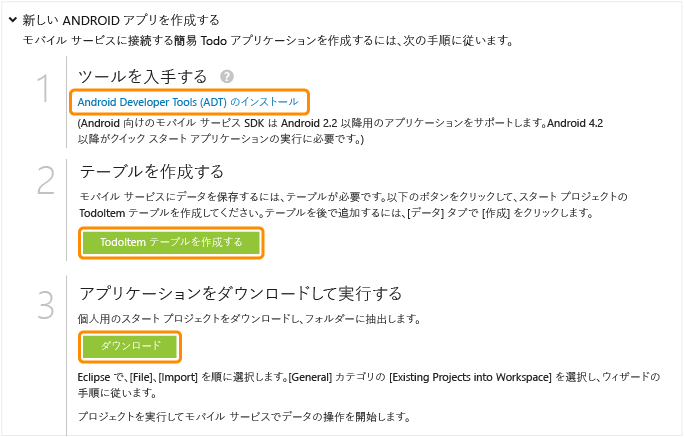 新しい ANDROID アプリを作成する
モバイル サービスに接続する簡易 Todo アプリケーションを作成するには、次の手順に従います。
1
ツールを入手する ?
Android Developer Tools (ADT) のインストール
(Android 向けのモバイル サービス SDK は Android 2.2 以降用のアプリケーションをサポートします。Android 4.2
以降がクイック スタート アプリケーションの実行に必要です。)
2
テーブルを作成する
モバイル サービスにデータを保存するには、テーブルが必要です。以下のボタンをクリックして、スタート プロジェクトの
TodoItem テーブルを作成してください。テーブルを後で追加するには、[データ] タブで [作成] をクリックします。
TodoItem テーブルを作成する
3
アプリケーションをダウンロードして実行する
個人用のスタート プロジェクトをダウンロードし、フォルダーに抽出します。
ダウンロード
Eclipse で、[File]、[Import] を順に選択します。[General] カテゴリの [Existing Projects into Workspace] を選択し、ウィザードの
手順に従います。
プロジェクトを実行してモバイル サービスでデータの操作を開始します。